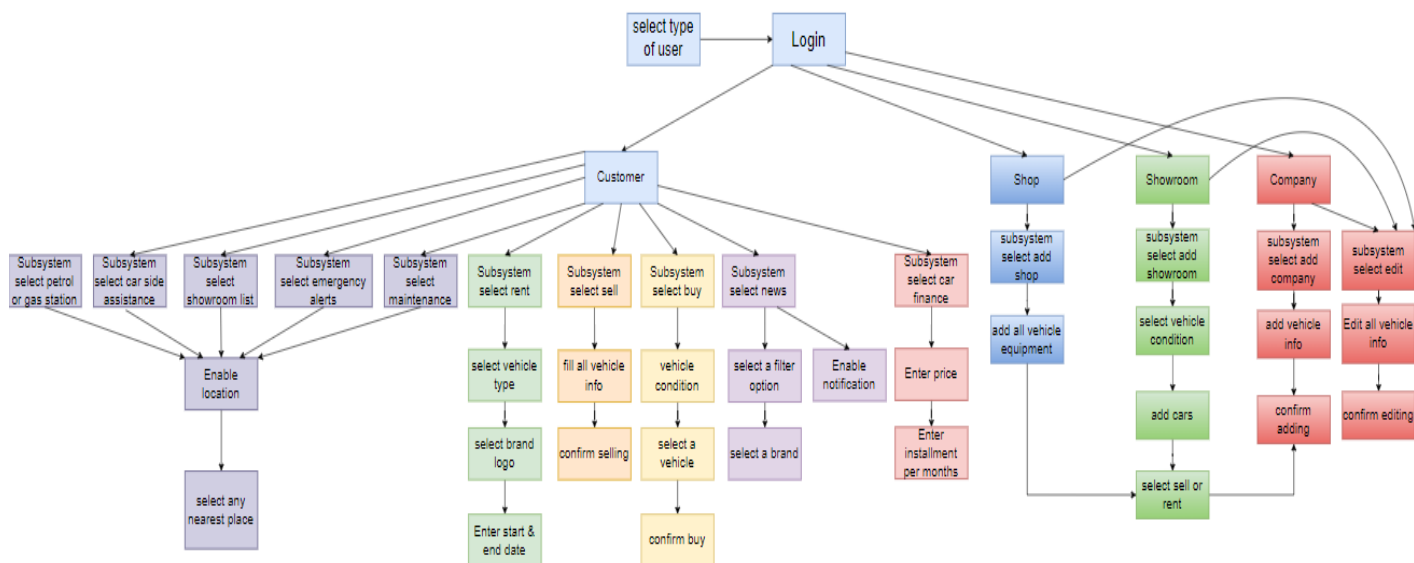 select type
of user
Login
Customer
Shop
Showroom
Company
Subsystem
select petrol
or gas station
Subsystem
select car side
assistance
Subsystem
select
showroom list
Subsystem
select emergency
alerts
Subsystem
select
maintenance
Subsystem
select rent
Subsystem
select sell
Subsystem
select buy
Subsystem
select news
Subsystem
select car
finance
subsystem
select add
shop
subsystem
select add
showroom
subsystem
select add
company
subsystem
select edit
Enable
location
select vehicle
type
fill all vehicle
info
vehicle
condition
select a filter
option
Enable
notification
Enter price
add all vehicle
equipment
select vehicle
condition
add vehicle
info
Edit all vehicle
info
select brand
logo
confirm selling
select a
vehicle
select a brand
Enter
installment
per months
add cars
confirm
adding
confirm editing
select any
nearest place
Enter start &
end date
confirm buy
select sell or
rent